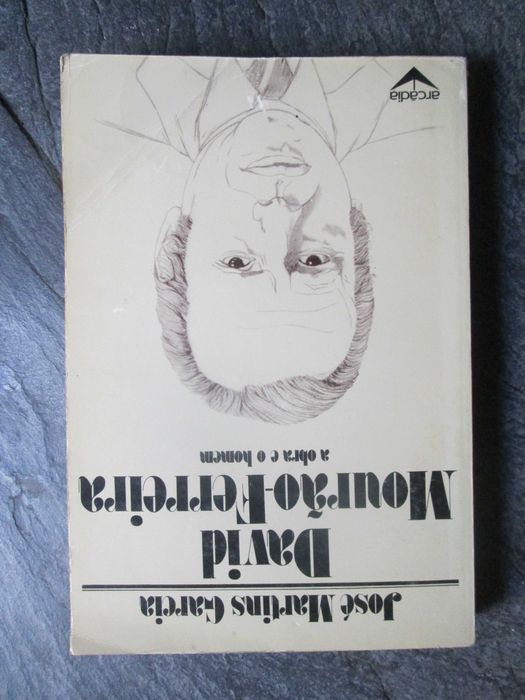 José Martins Garcia
David
Mourão-Ferreira
a obra e o homem
arcádia